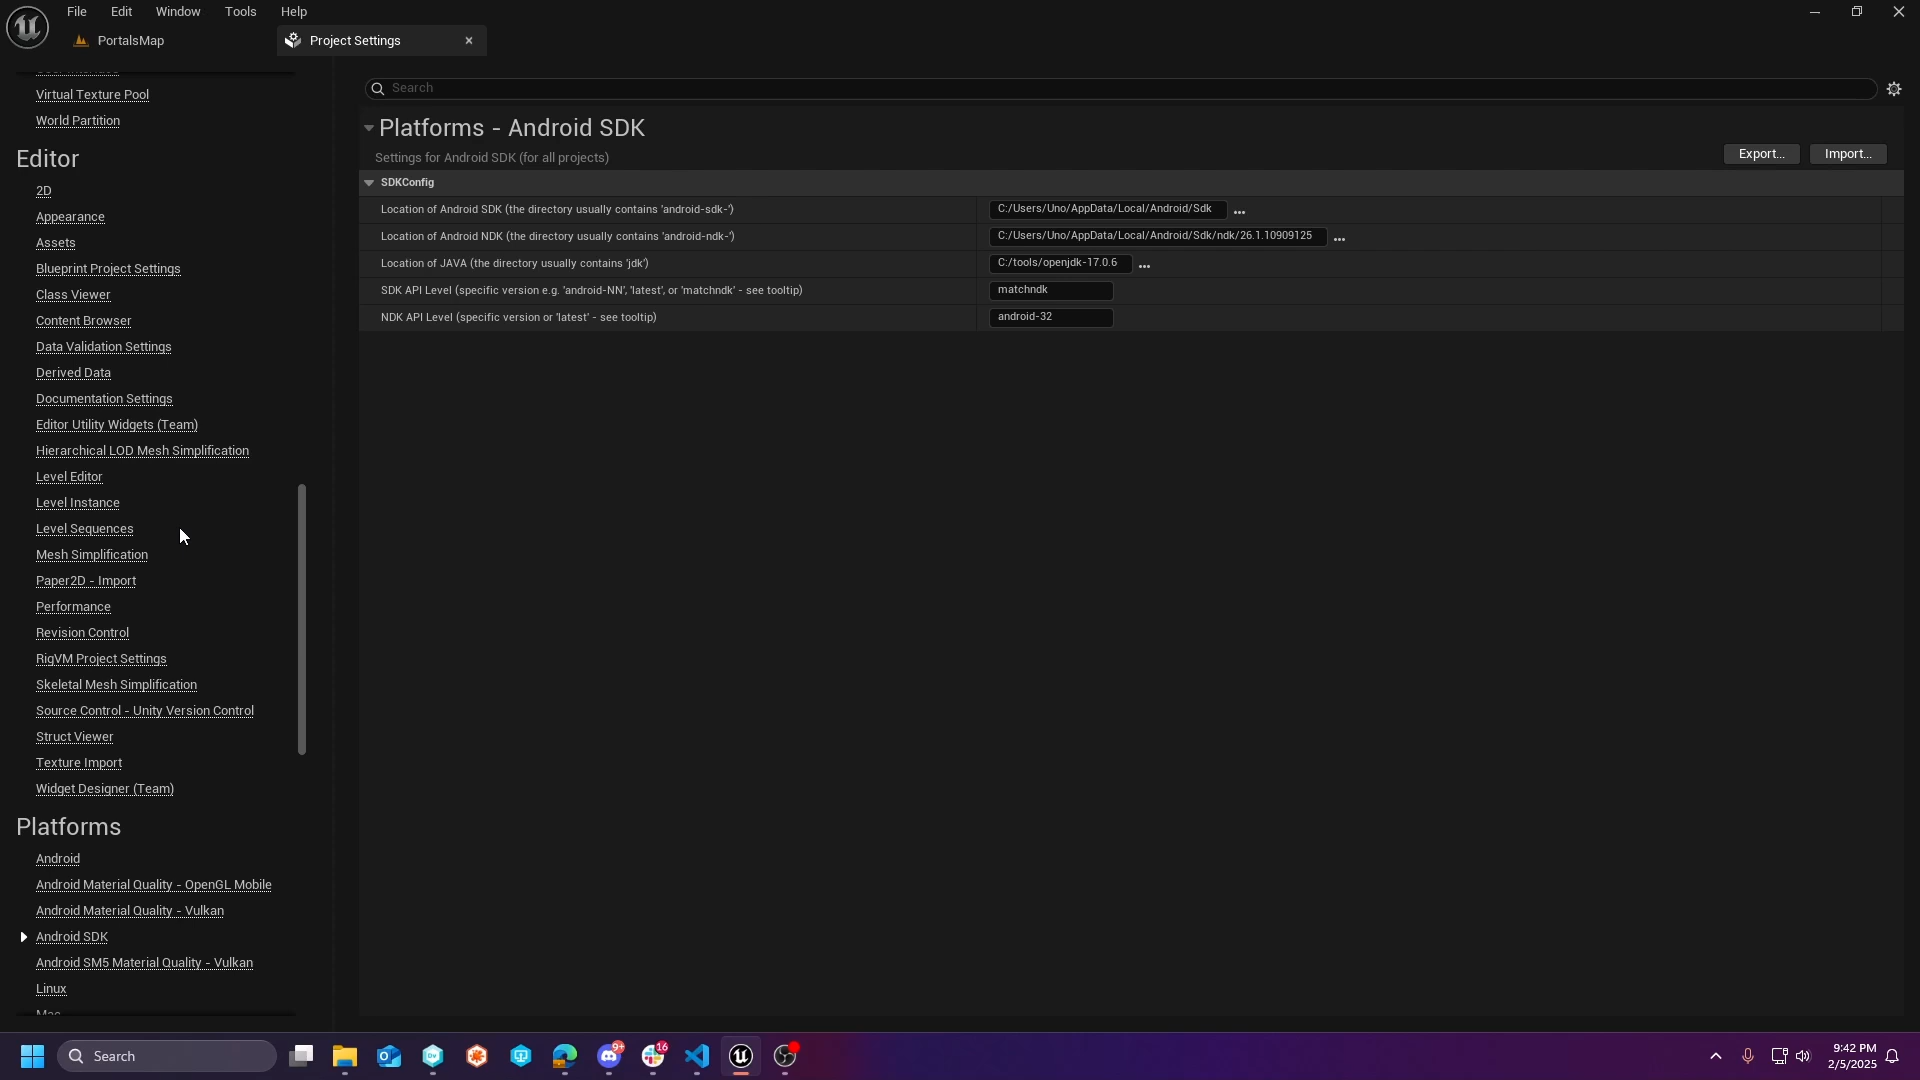 File Edit Window Tools Help
PortalsMap
Project Settings
Virtual Texture Pool
World Partition
Editor
2D
Appearance
Assets
Blueprint Project Settings
Class Viewer
Content Browser
Data Validation Settings
Derived Data
Documentation Settings
Editor Utility Widgets (Team)
Hierarchical LOD Mesh Simplification
Level Editor
Level Instance
Level Sequences
Mesh Simplification
Paper2D - Import
Performance
Revision Control
RigVM Project Settings
Skeletal Mesh Simplification
Source Control - Unity Version Control
Struct Viewer
Texture Import
Widget Designer (Team)
Platforms
Android
Android Material Quality - OpenGL Mobile
Android Material Quality - Vulkan
Android SDK
Android SM5 Material Quality - Vulkan
Linux
Mac
Search
Platforms - Android SDK
Settings for Android SDK (for all projects)
Export...
Import...
SDKConfig
Location of Android SDK (the directory usually contains 'android-sdk-') C:/Users/Uno/AppData/Local/Android/Sdk
Location of Android NDK (the directory usually contains 'android-ndk-') C:/Users/Uno/AppData/Local/Android/Sdk/ndk/26.1.10909125
Location of JAVA (the directory usually contains 'jdk') C:/tools/openjdk-17.0.6
SDK API Level (specific version e.g. 'android-NN', 'latest', or 'matchndk' - see tooltip) matchndk
NDK API Level (specific version or 'latest' - see tooltip) android-32
Search
9+
16
9:42 PM
2/5/2025